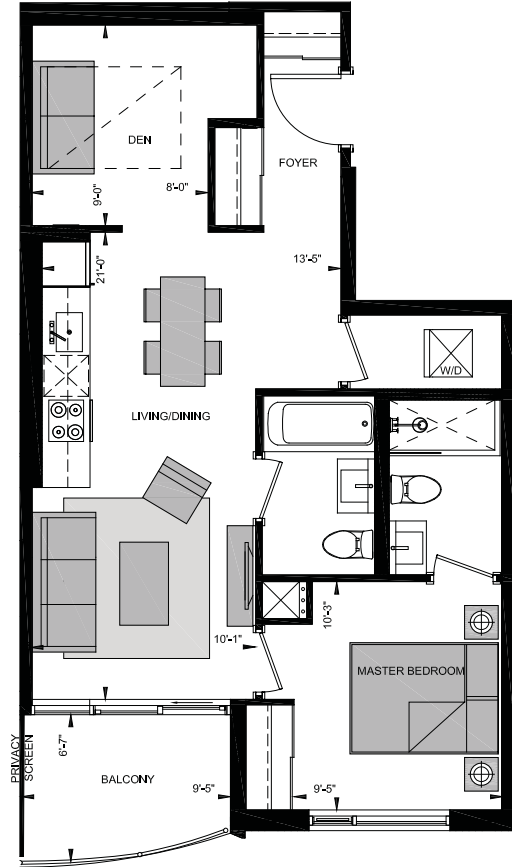 DEN
FOYER
9'-0"
8'-0"
21'-0"
13'-5"
W/D
LIVING/DINING
10'-1"
10'-3"
MASTER BEDROOM
PRIVACY
SCREEN
6'-7"
BALCONY
9'-5"
9'-5"